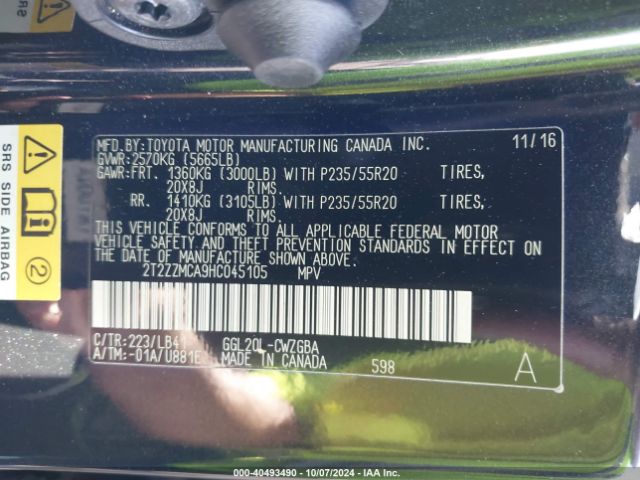 MFD.BY:TOYOTA MOTOR MANUFACTURING CANADA INC. 11/16
GVWR:2570KG (5665LB)
GAWR:FRT. 1360KG (3000LB) WITH P235/55R20 TIRES,
20X8J RIMS.
RR. 1410KG (3105LB) WITH P235/55R20 TIRES,
20X8J RIMS.
THIS VEHICLE CONFORMS TO ALL APPLICABLE FEDERAL MOTOR
VEHICLE SAFETY AND THEFT PREVENTION STANDARDS IN EFFECT ON
THE DATE OF MANUFACTURE SHOWN ABOVE.
2T2ZZMCA9HC045105 MPV
C/TR:223/LB41 GGL20L-CWZGBA
A/TM:-01A/U881E MADE IN CANADA 598 A
SRS SIDE AIRBAG
2
SRS
000-40493490 - 10/07/2024 - IAA Inc.